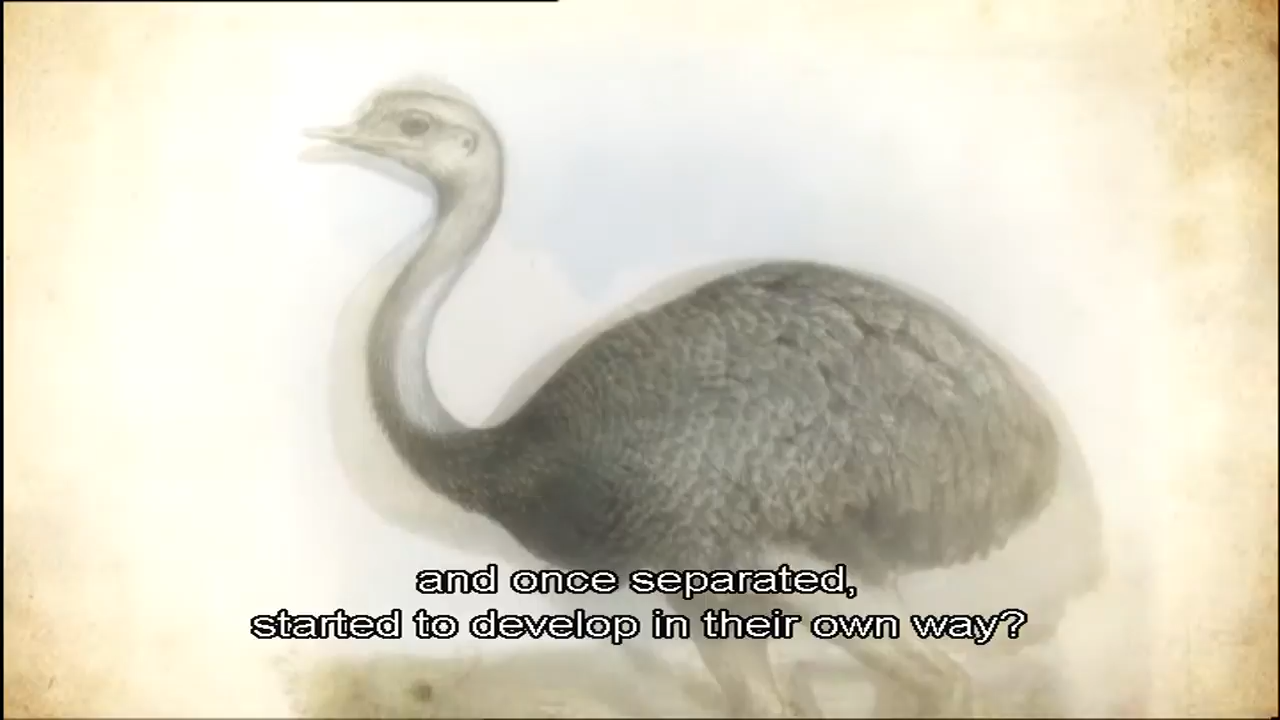 and once separated,
started to develop in their own way?